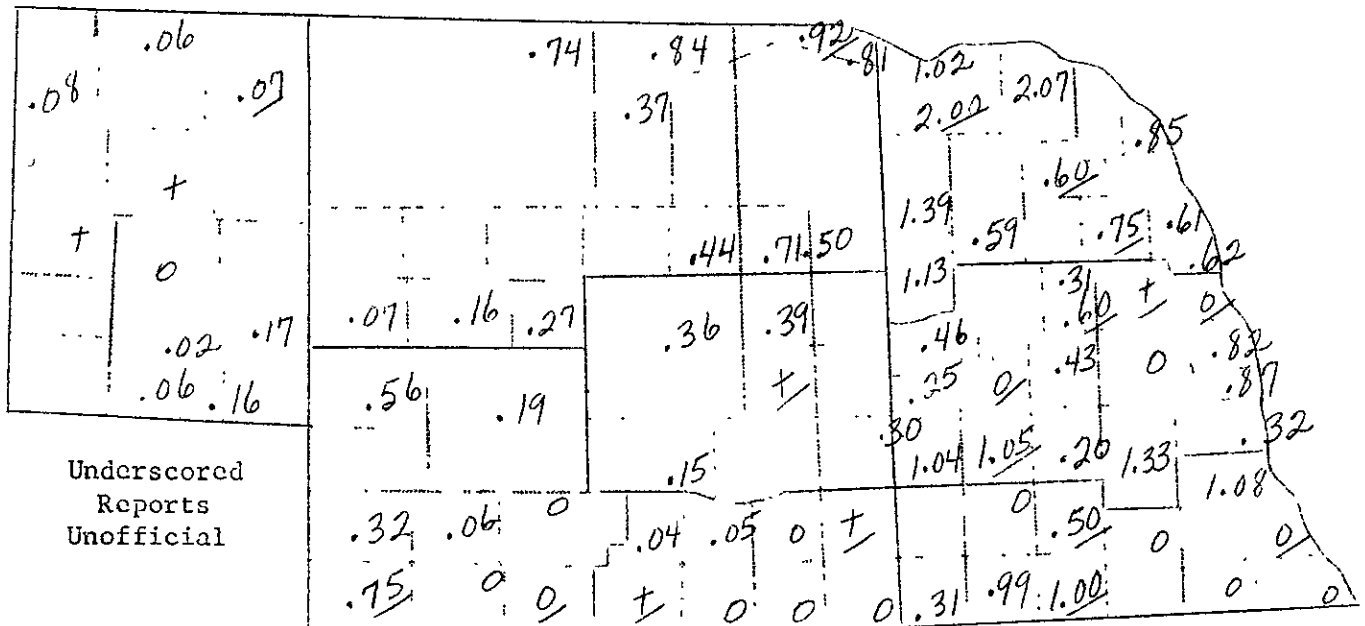 .06 .74 .84 .92 .81 1.02
.08 .07 .37 2.00 2.07 .85
+ .60
+ 1.39 .59 .75 .61
0 .44 .71 .50 1.13 .31 + .62
.07 .16 .27 .36 .39 .46 .60 0
.02 .17 .43 0 .82
.06 .16 .56 .19 + .25 0 .87
.30 .32
Underscored .15 1.04 1.05 .20 1.33 1.08
Reports .32 .06 0 .04 .05 0 + 0 .50 0 0
Unofficial
.75 0 0 + 0 0 0 .31 .99 1.00 0 0